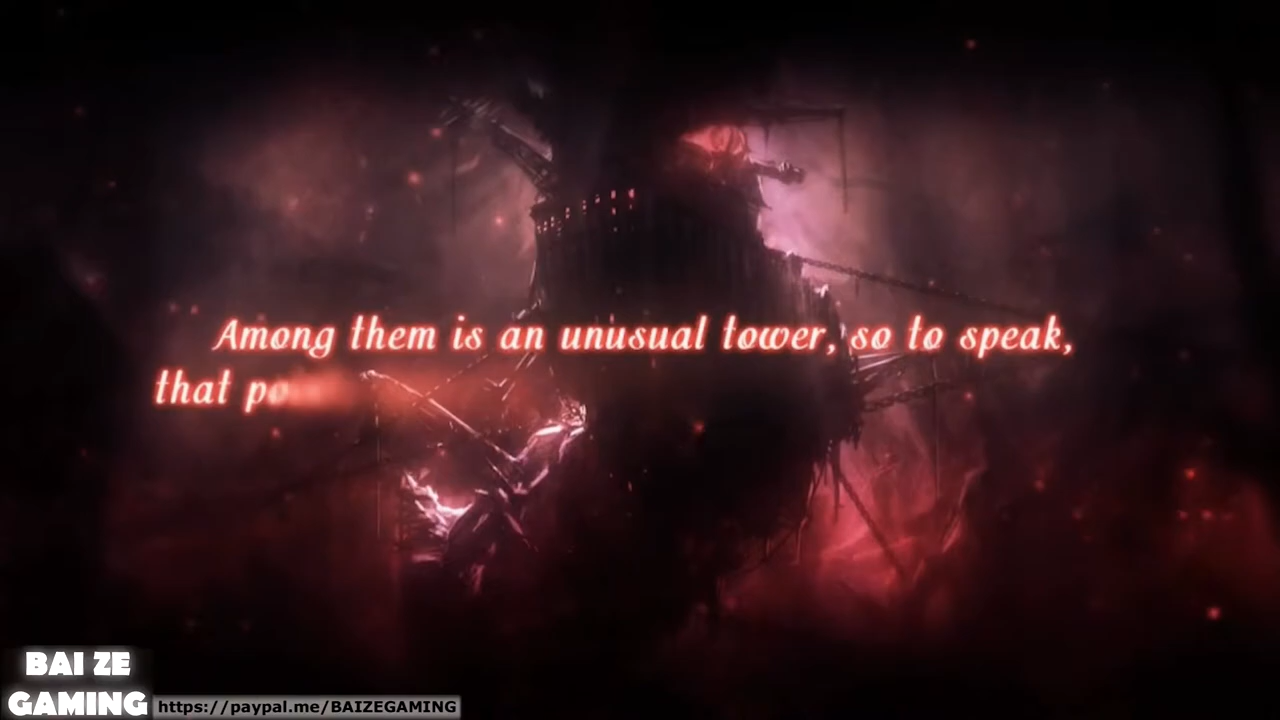 Among them is an unusual tower, so to speak,
that
BAI ZE
GAMING
https://paypal.me/BAIZEGAMING